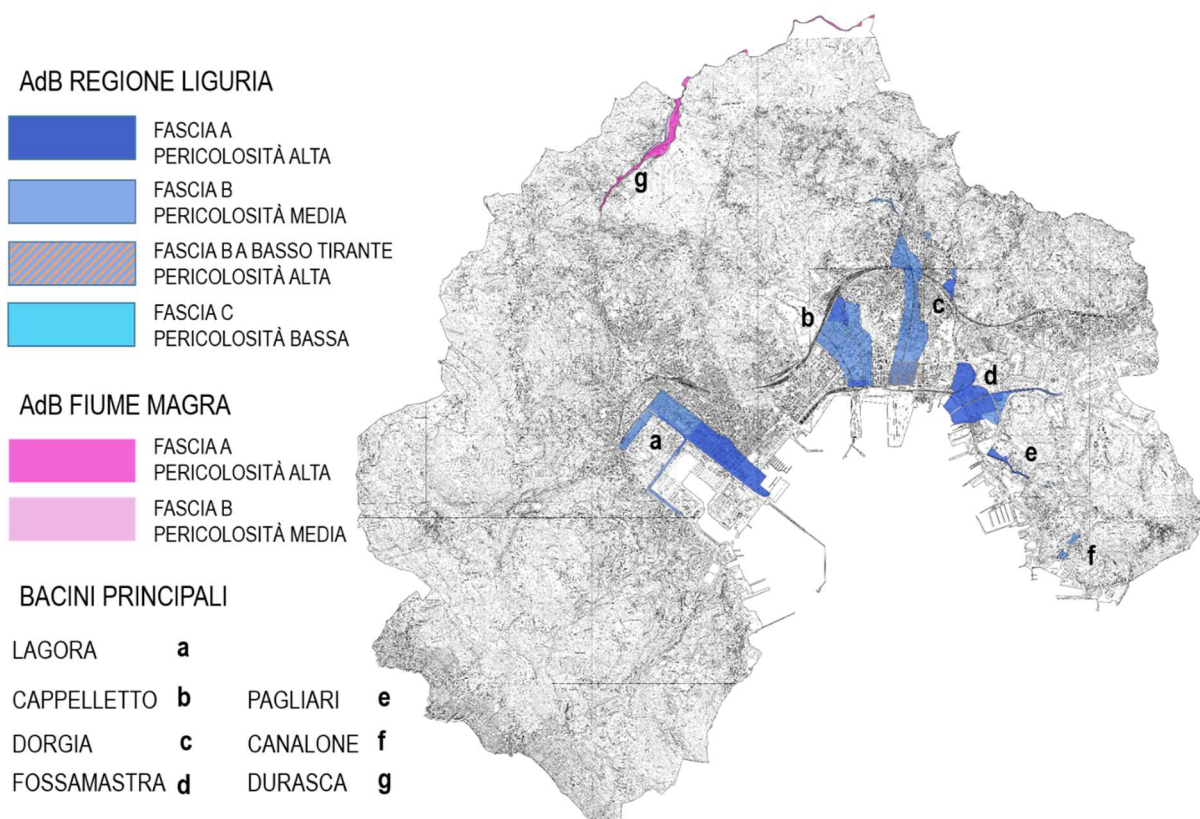 AdB REGIONE LIGURIA
FASCIA A
PERICOLOSITÀ ALTA
FASCIA B
PERICOLOSITÀ MEDIA
FASCIA B A BASSO TIRANTE
PERICOLOSITÀ ALTA
FASCIA C
PERICOLOSITÀ BASSA
AdB FIUME MAGRA
FASCIA A
PERICOLOSITÀ ALTA
FASCIA B
PERICOLOSITÀ MEDIA
BACINI PRINCIPALI
LAGORA a
CAPPELLETTO b PAGLIARI e
DORGIA c CANALONE f
FOSSAMASTRA d DURASCA g
g
b
c
d
a
e
f